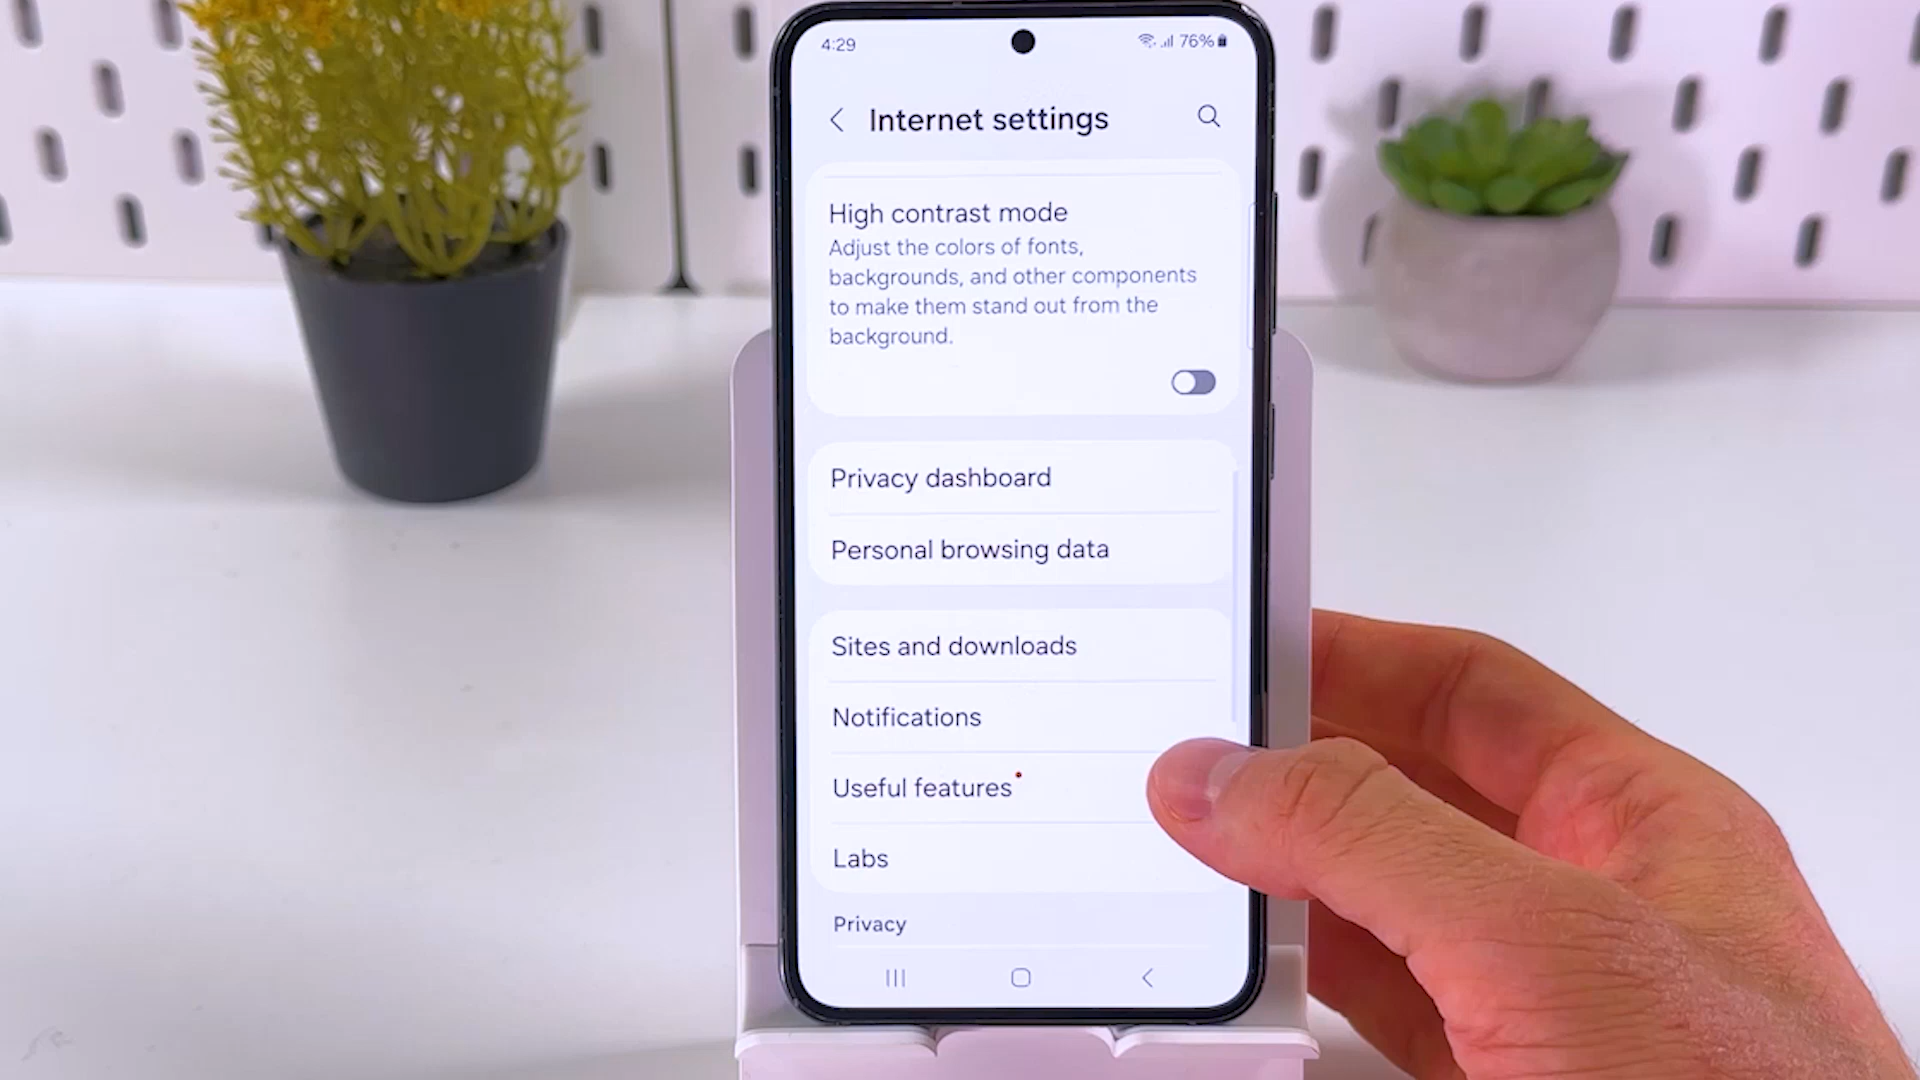 4:29
76%
Internet settings
High contrast mode
Adjust the colors of fonts,
backgrounds, and other components
to make them stand out from the
background.
Privacy dashboard
Personal browsing data
Sites and downloads
Notifications
Useful features
Labs
Privacy